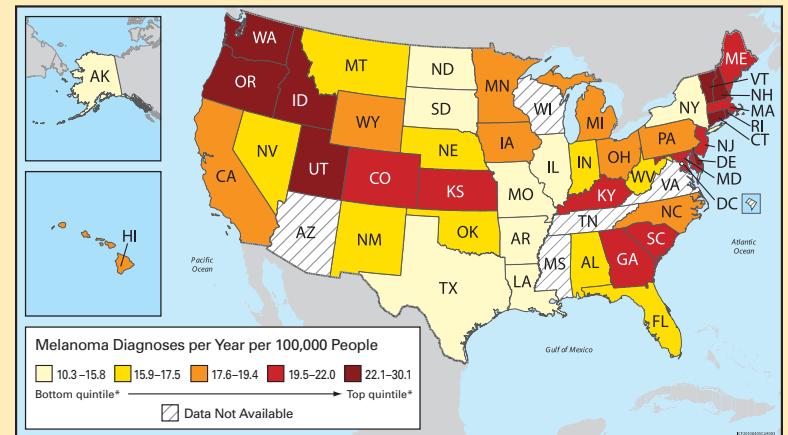 AK
HI
WA
OR
ID
MT
ND
SD
MN
WI
MI
WY
NV
CA
UT
CO
NE
KS
IA
IL
IN
OH
PA
NY
ME
VT
NH
MA
RI
CT
NJ
DE
MD
DC
WV
VA
KY
MO
TN
NC
SC
GA
AL
MS
AR
LA
OK
TX
NM
AZ
FL
Pacific
Ocean
Atlantic
Ocean
Gulf of Mexico
Melanoma Diagnoses per Year per 100,000 People
10.3–15.8 15.9–17.5 17.6–19.4 19.5–22.0 22.1–30.1
Bottom quintile* Top quintile*
Data Not Available